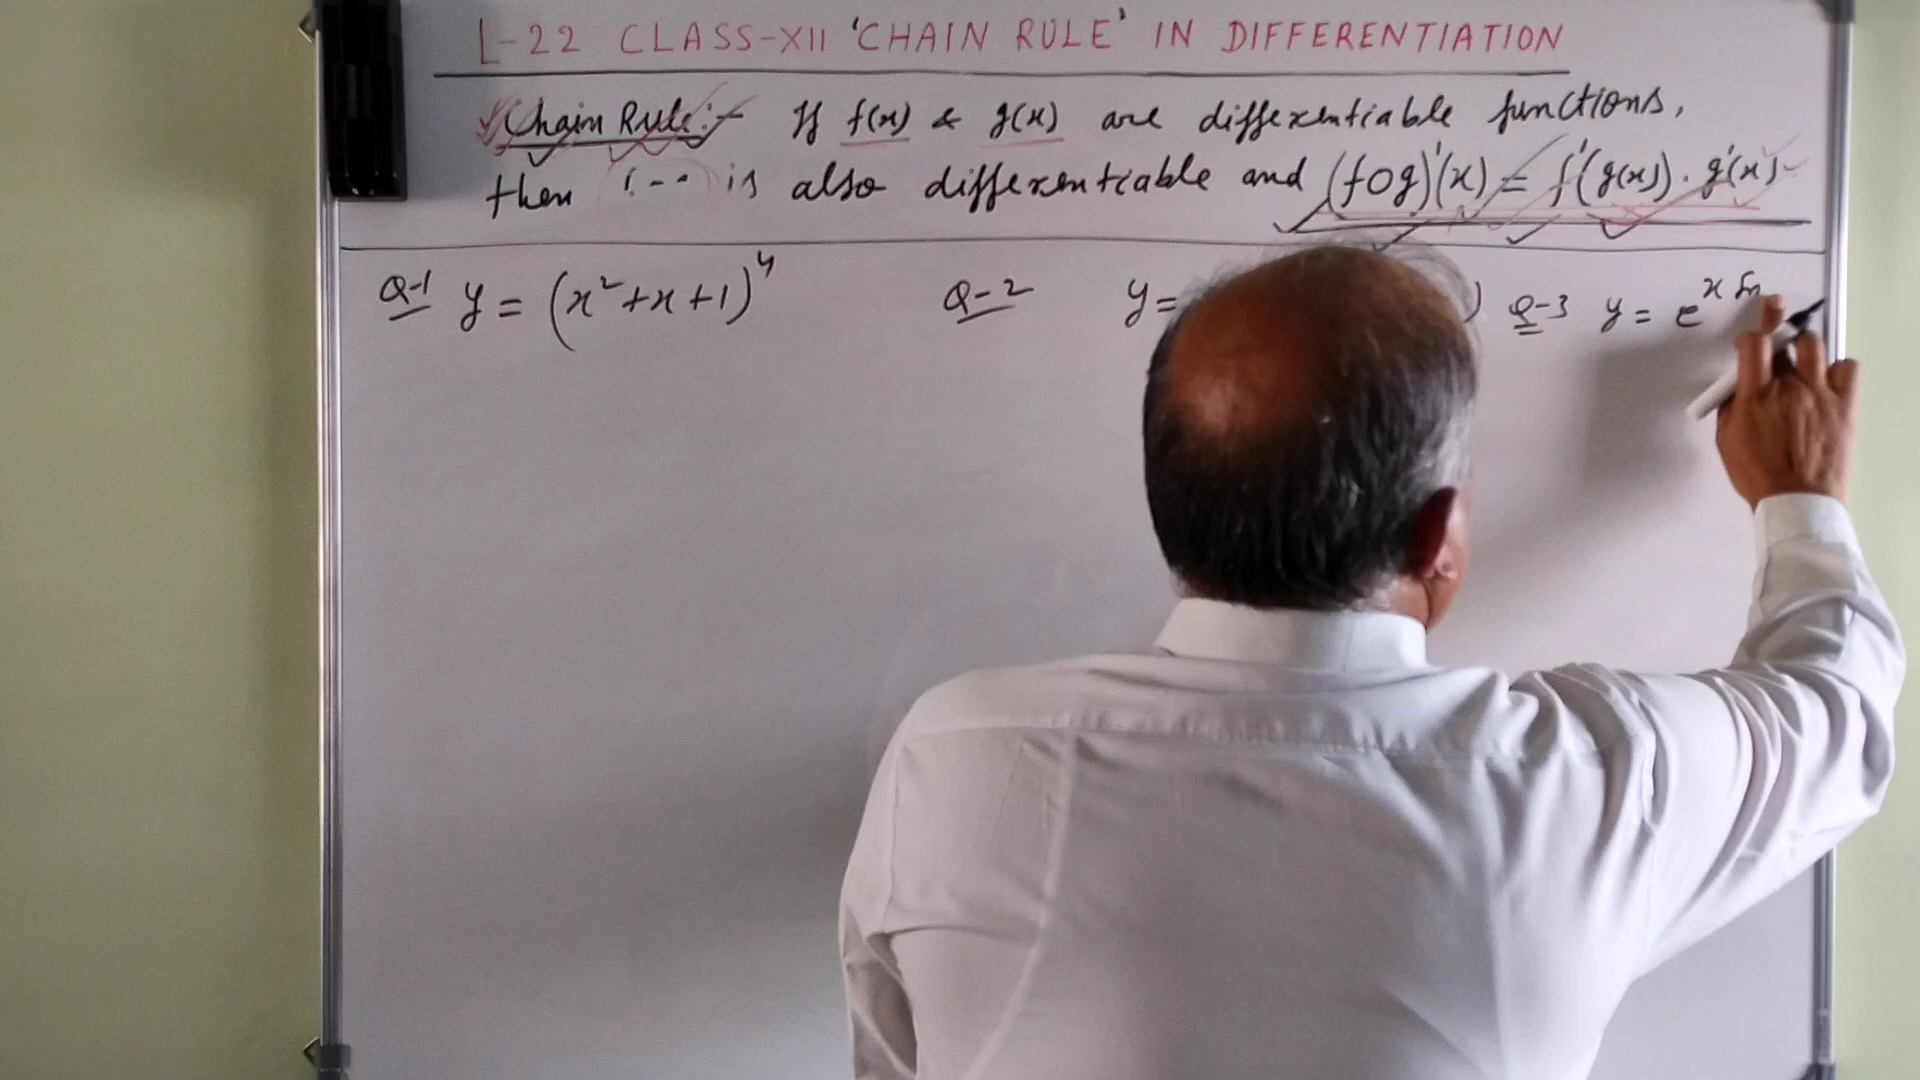 L-22 CLASS-XII 'CHAIN RULE' IN DIFFERENTIATION
Chain Rule:- If f(x) & g(x) are differentiable functions,
then is also differentiable and (fog)'(x) = f'(g(x)). g'(x)
Q-1 y = (x²+x+1)⁴ Q-2 y= ) Q-3 y = e^x